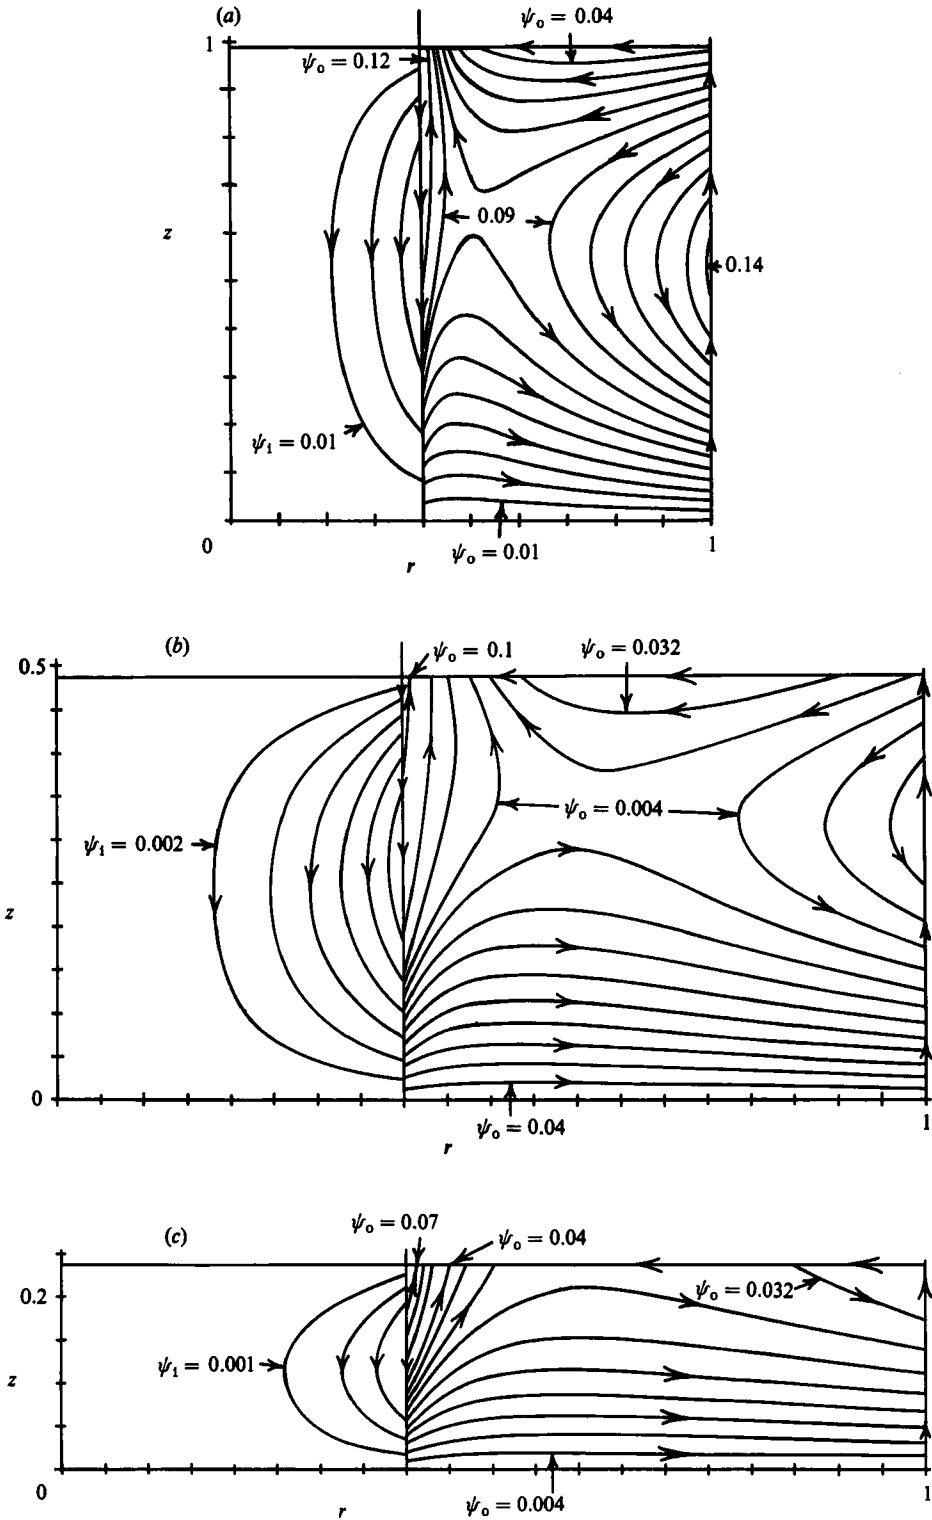 (a)
ψₒ = 0.04
1
ψₒ = 0.12
z
0.09
0.14
ψᵢ = 0.01
0
r
ψₒ = 0.01
1
(b)
0.5
ψₒ = 0.1
ψₒ = 0.032
ψᵢ = 0.002
ψₒ = 0.004
z
0
r
ψₒ = 0.04
1
(c)
ψₒ = 0.07
ψₒ = 0.04
0.2
ψₒ = 0.032
ψᵢ = 0.001
z
0
r
ψₒ = 0.004
1